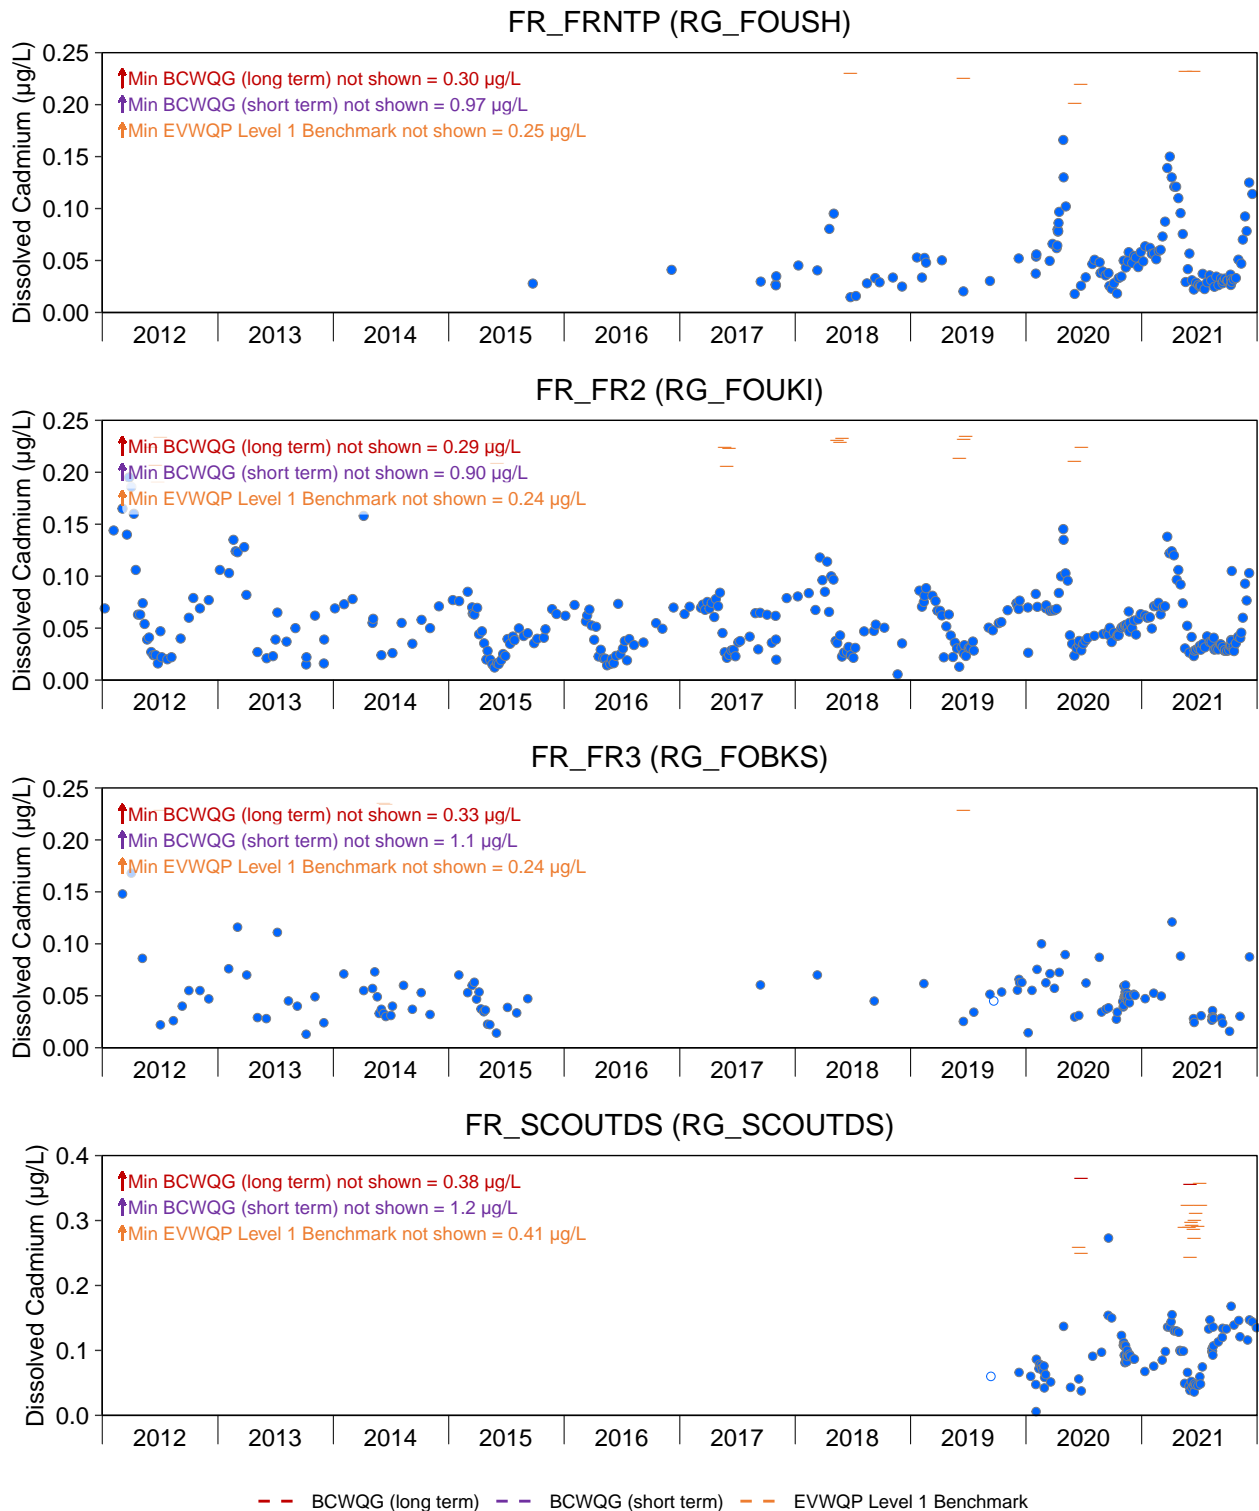 FR_FRNTP (RG_FOUSH)
Dissolved Cadmium (µg/L)
0.25
0.20
0.15
0.10
0.05
0.00
Min BCWQG (long term) not shown = 0.30 µg/L
Min BCWQG (short term) not shown = 0.97 µg/L
Min EVWQP Level 1 Benchmark not shown = 0.25 µg/L
2012 2013 2014 2015 2016 2017 2018 2019 2020 2021
FR_FR2 (RG_FOUKI)
Dissolved Cadmium (µg/L)
0.25
0.20
0.15
0.10
0.05
0.00
Min BCWQG (long term) not shown = 0.29 µg/L
Min BCWQG (short term) not shown = 0.90 µg/L
Min EVWQP Level 1 Benchmark not shown = 0.24 µg/L
2012 2013 2014 2015 2016 2017 2018 2019 2020 2021
FR_FR3 (RG_FOBKS)
Dissolved Cadmium (µg/L)
0.25
0.20
0.15
0.10
0.05
0.00
Min BCWQG (long term) not shown = 0.33 µg/L
Min BCWQG (short term) not shown = 1.1 µg/L
Min EVWQP Level 1 Benchmark not shown = 0.24 µg/L
2012 2013 2014 2015 2016 2017 2018 2019 2020 2021
FR_SCOUTDS (RG_SCOUTDS)
Dissolved Cadmium (µg/L)
0.4
0.3
0.2
0.1
0.0
Min BCWQG (long term) not shown = 0.38 µg/L
Min BCWQG (short term) not shown = 1.2 µg/L
Min EVWQP Level 1 Benchmark not shown = 0.41 µg/L
2012 2013 2014 2015 2016 2017 2018 2019 2020 2021
BCWQG (long term) BCWQG (short term) EVWQP Level 1 Benchmark